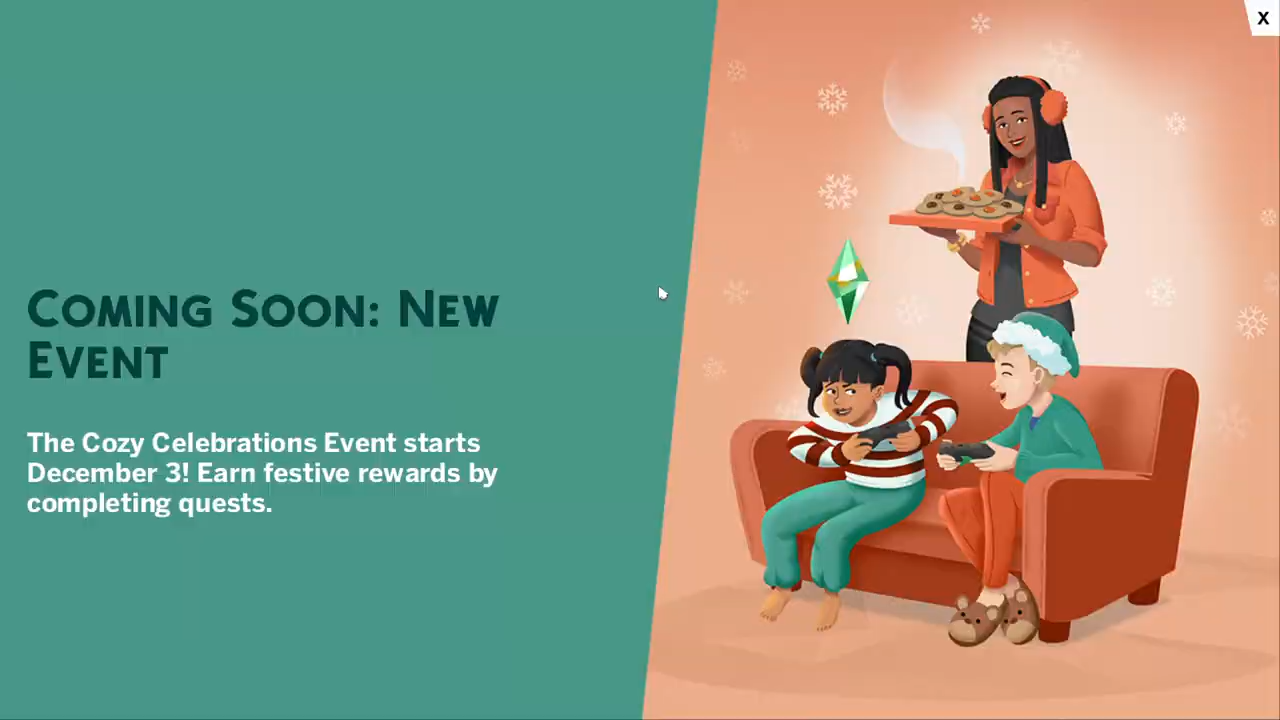 X
Coming Soon: New
Event
The Cozy Celebrations Event starts
December 3! Earn festive rewards by
completing quests.